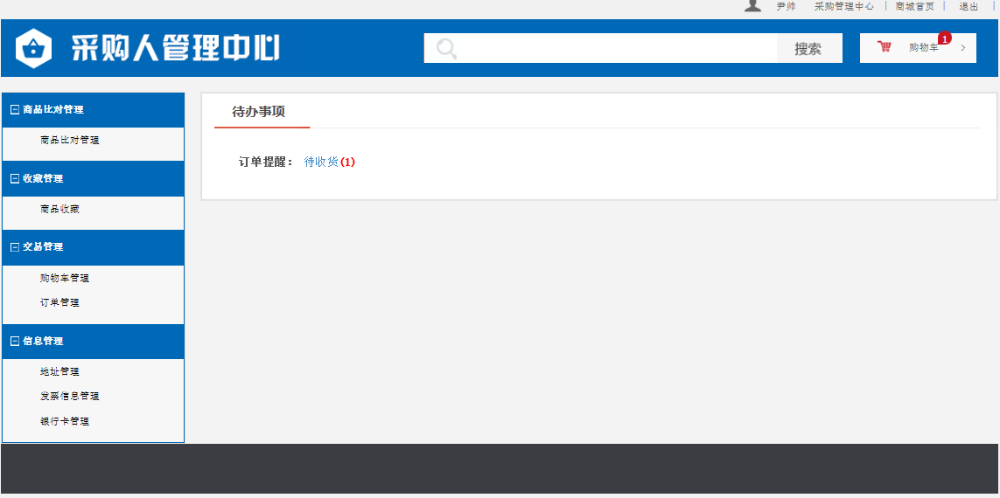 尹帅 采购管理中心 | 商城首页 | 退出 |
采购人管理中心 搜索 购物车 1 >
商品比对管理
商品比对管理
收藏管理
商品收藏
交易管理
购物车管理
订单管理
信息管理
地址管理
发票信息管理
银行卡管理
待办事项
订单提醒： 待收货(1)